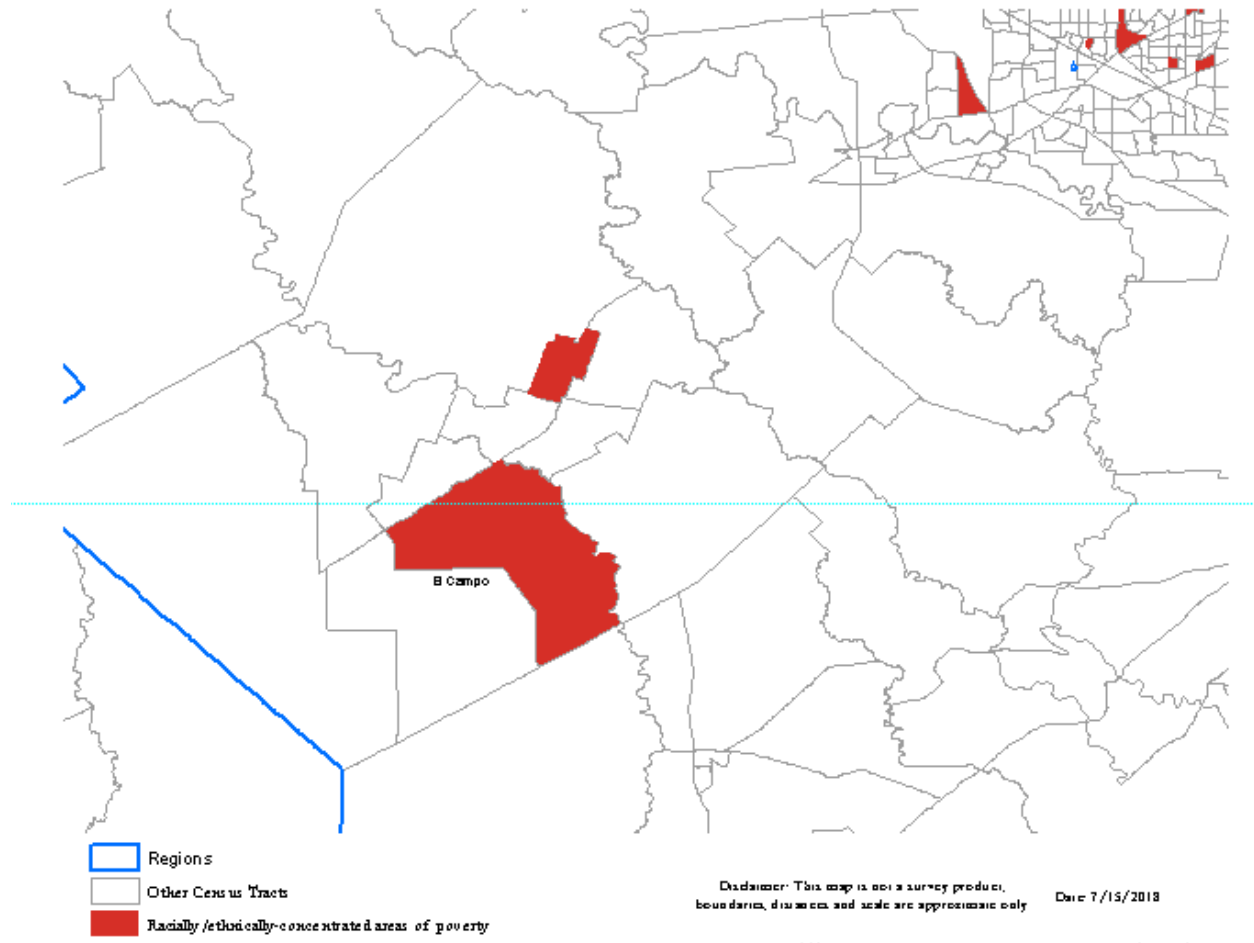 El Campo
Regions
Other Census Tracts
Racially/ethnically-concentrated areas of poverty
Disclaimer: This map is not a survey product,
boundaries, distances and scale are approximate only
Date 7/15/2018